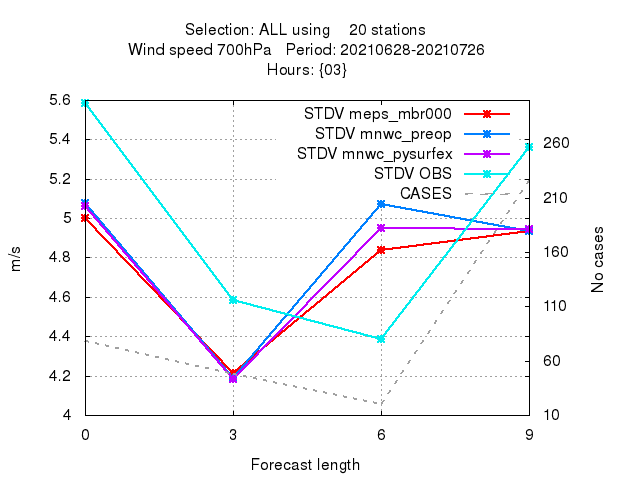 Selection: ALL using    20 stations
Wind speed 700hPa   Period: 20210628-20210726
Hours: {03}
STDV meps_mbr000
STDV mnwc_preop
STDV mnwc_pysurfex
STDV OBS
CASES
5.6
5.4
5.2
5
4.8
4.6
4.4
4.2
4
m/s
260
210
160
110
60
10
No cases
0 3 6 9
Forecast length